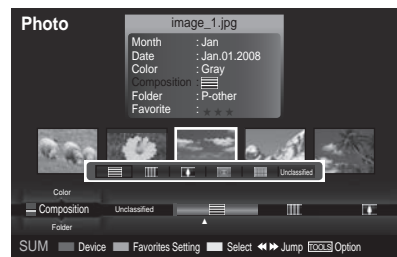 Photo
image_1.jpg
Month : Jan
Date : Jan.01.2008
Color : Gray
Composition :
Folder : P-other
Favorite : ★★★
Unclassified
Color
Composition Unclassified
Folder
SUM Device Favorites Setting Select ◀◀ ▶▶ Jump TOOLS Option